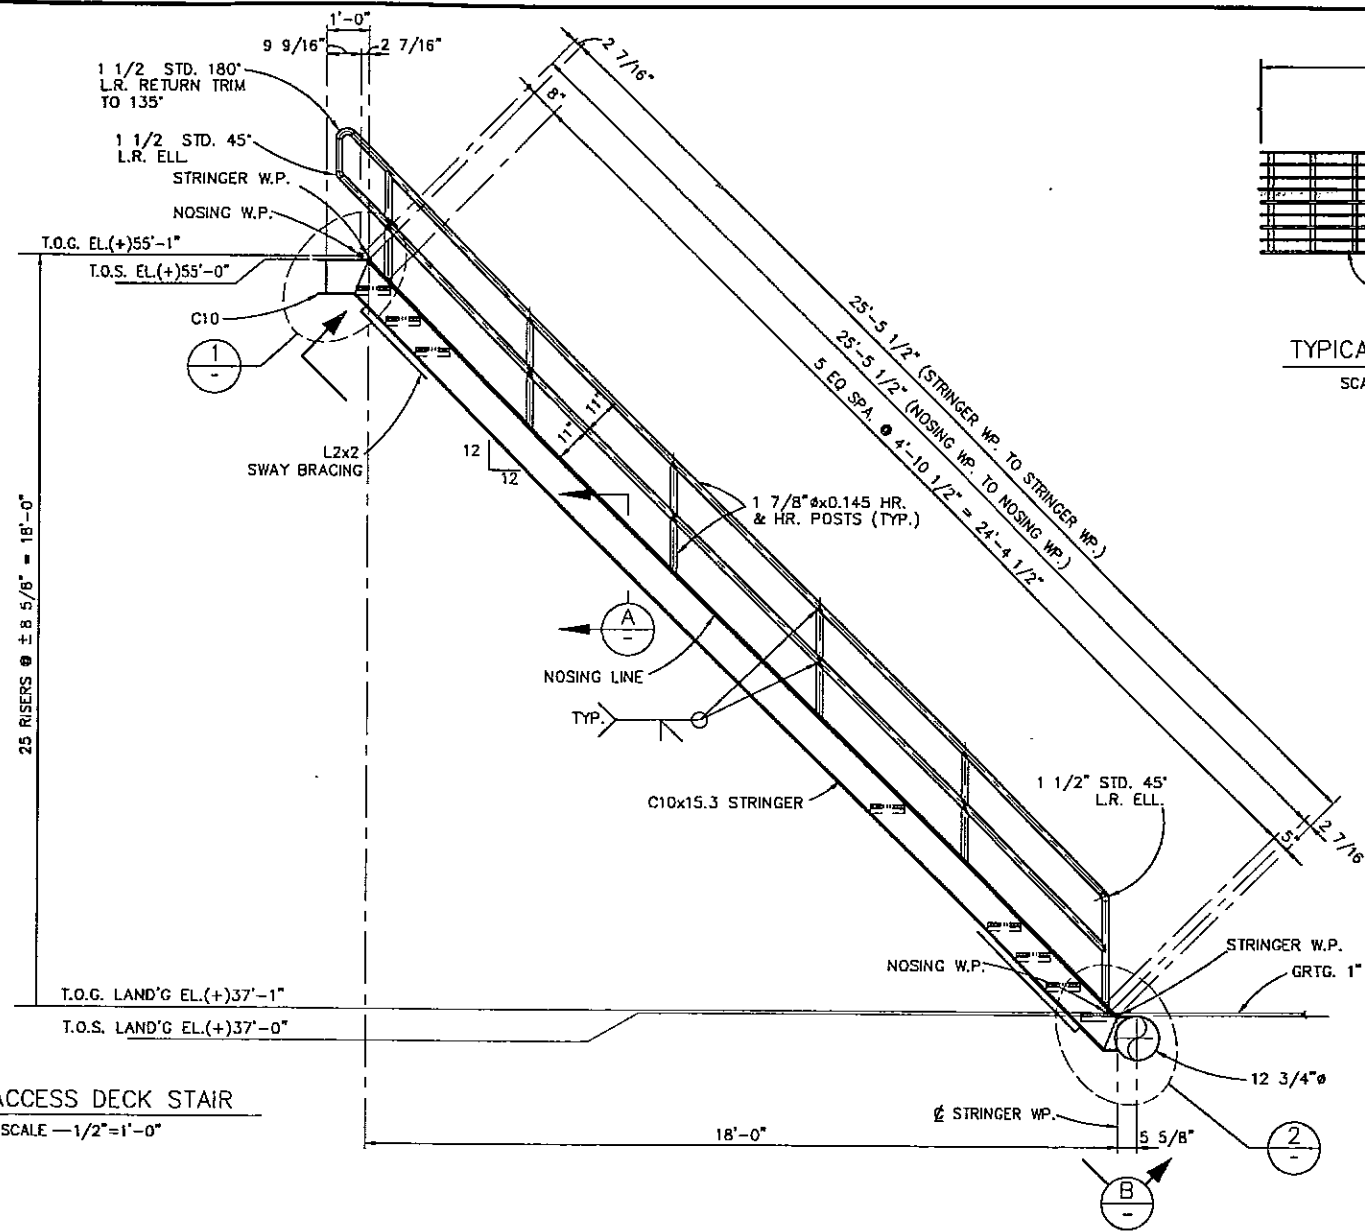 1'-0"
9 9/16"
2 7/16"
1 1/2 STD. 180°
L.R. RETURN TRIM
TO 135°
1 1/2 STD. 45°
L.R. ELL.
STRINGER W.P.
NOSING W.P.
T.O.G. EL.(+)55'-1"
T.O.S. EL.(+)55'-0"
C10
1
-
L2x2
SWAY BRACING
12
12
11"
11"
2 7/16"
8"
25'-5 1/2" (STRINGER WP. TO STRINGER WP.)
25'-5 1/2" (NOSING WP. TO NOSING WP.)
5 EQ SPA. @ 4'-10 1/2" = 24'-4 1/2"
TYPICA
SCA
1 7/8"øx0.145 HR.
& HR. POSTS (TYP.)
25 RISERS @ ±8 5/8" = 18'-0"
A
-
NOSING LINE
TYP.
C10x15.3 STRINGER
1 1/2" STD. 45°
L.R. ELL.
5"
2 7/16
STRINGER W.P.
NOSING W.P.
GRTG. 1"
T.O.G. LAND'G EL.(+)37'-1"
T.O.S. LAND'G EL.(+)37'-0"
12 3/4"ø
ACCESS DECK STAIR
SCALE —1/2"=1'-0"
℄ STRINGER WP.
18'-0"
5 5/8"
2
-
B
-